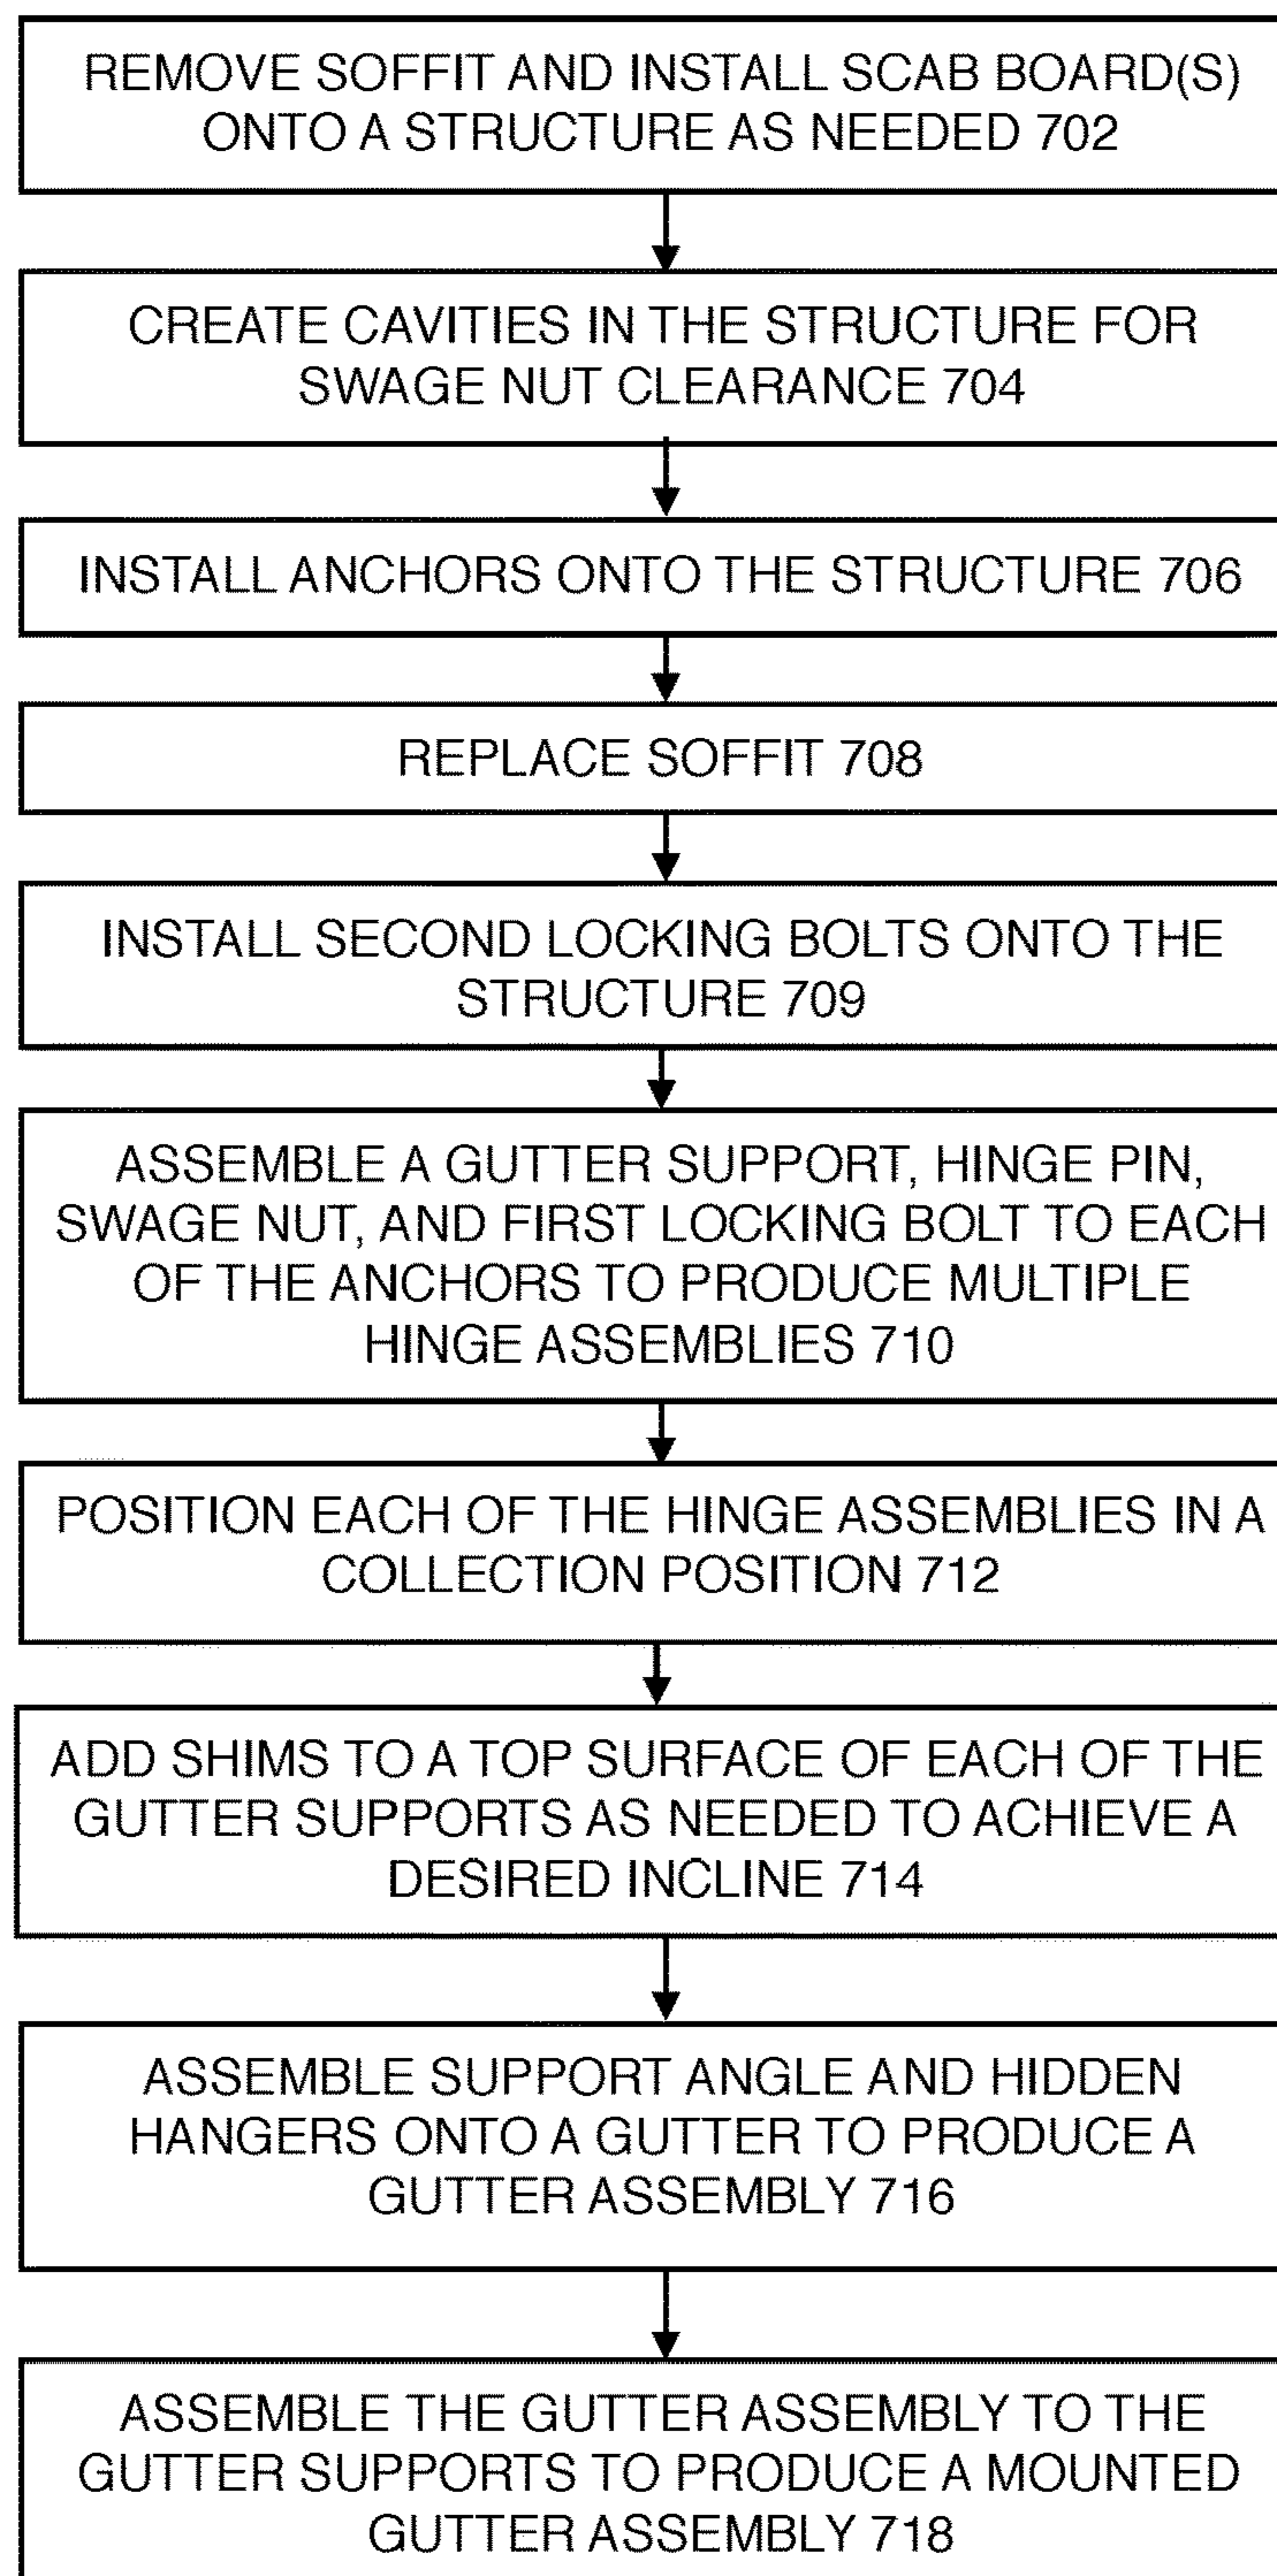 REMOVE SOFFIT AND INSTALL SCAB BOARD(S)
ONTO A STRUCTURE AS NEEDED 702
CREATE CAVITIES IN THE STRUCTURE FOR
SWAGE NUT CLEARANCE 704
INSTALL ANCHORS ONTO THE STRUCTURE 706
REPLACE SOFFIT 708
INSTALL SECOND LOCKING BOLTS ONTO THE
STRUCTURE 709
ASSEMBLE A GUTTER SUPPORT, HINGE PIN,
SWAGE NUT, AND FIRST LOCKING BOLT TO EACH
OF THE ANCHORS TO PRODUCE MULTIPLE
HINGE ASSEMBLIES 710
POSITION EACH OF THE HINGE ASSEMBLIES IN A
COLLECTION POSITION 712
ADD SHIMS TO A TOP SURFACE OF EACH OF THE
GUTTER SUPPORTS AS NEEDED TO ACHIEVE A
DESIRED INCLINE 714
ASSEMBLE SUPPORT ANGLE AND HIDDEN
HANGERS ONTO A GUTTER TO PRODUCE A
GUTTER ASSEMBLY 716
ASSEMBLE THE GUTTER ASSEMBLY TO THE
GUTTER SUPPORTS TO PRODUCE A MOUNTED
GUTTER ASSEMBLY 718